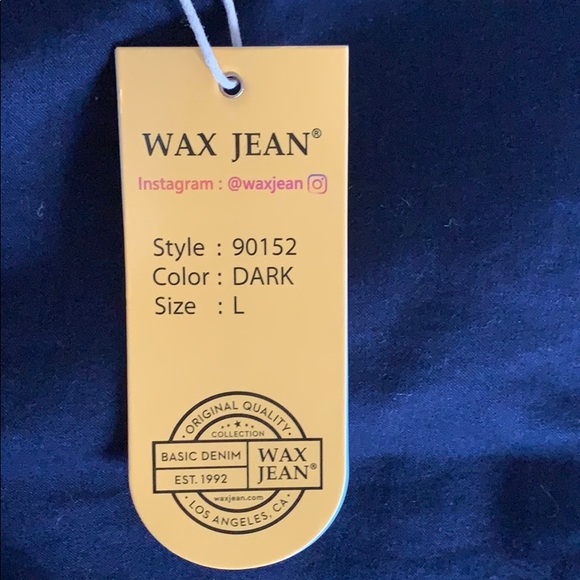 WAX JEAN®
Instagram : @waxjean
Style : 90152
Color : DARK
Size : L
· ORIGINAL QUALITY ·
COLLECTION
BASIC DENIM
EST. 1992
WAX
JEAN®
waxjean.com
· LOS ANGELES, CA ·